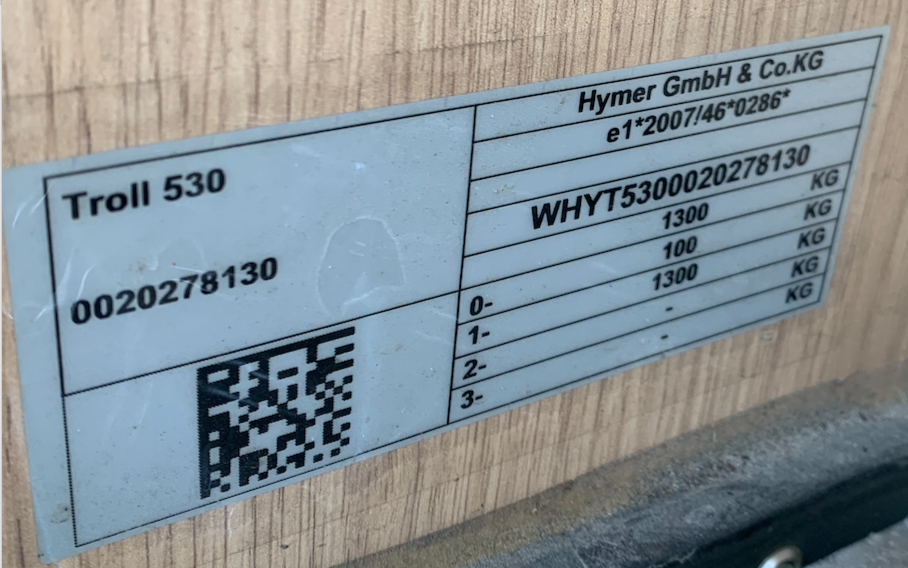 Troll 530
0020278130
Hymer GmbH & Co.KG
e1*2007/46*0286*
WHYT5300020278130
1300 KG
0- 100 KG
1- 1300 KG
2- - KG
3- - KG